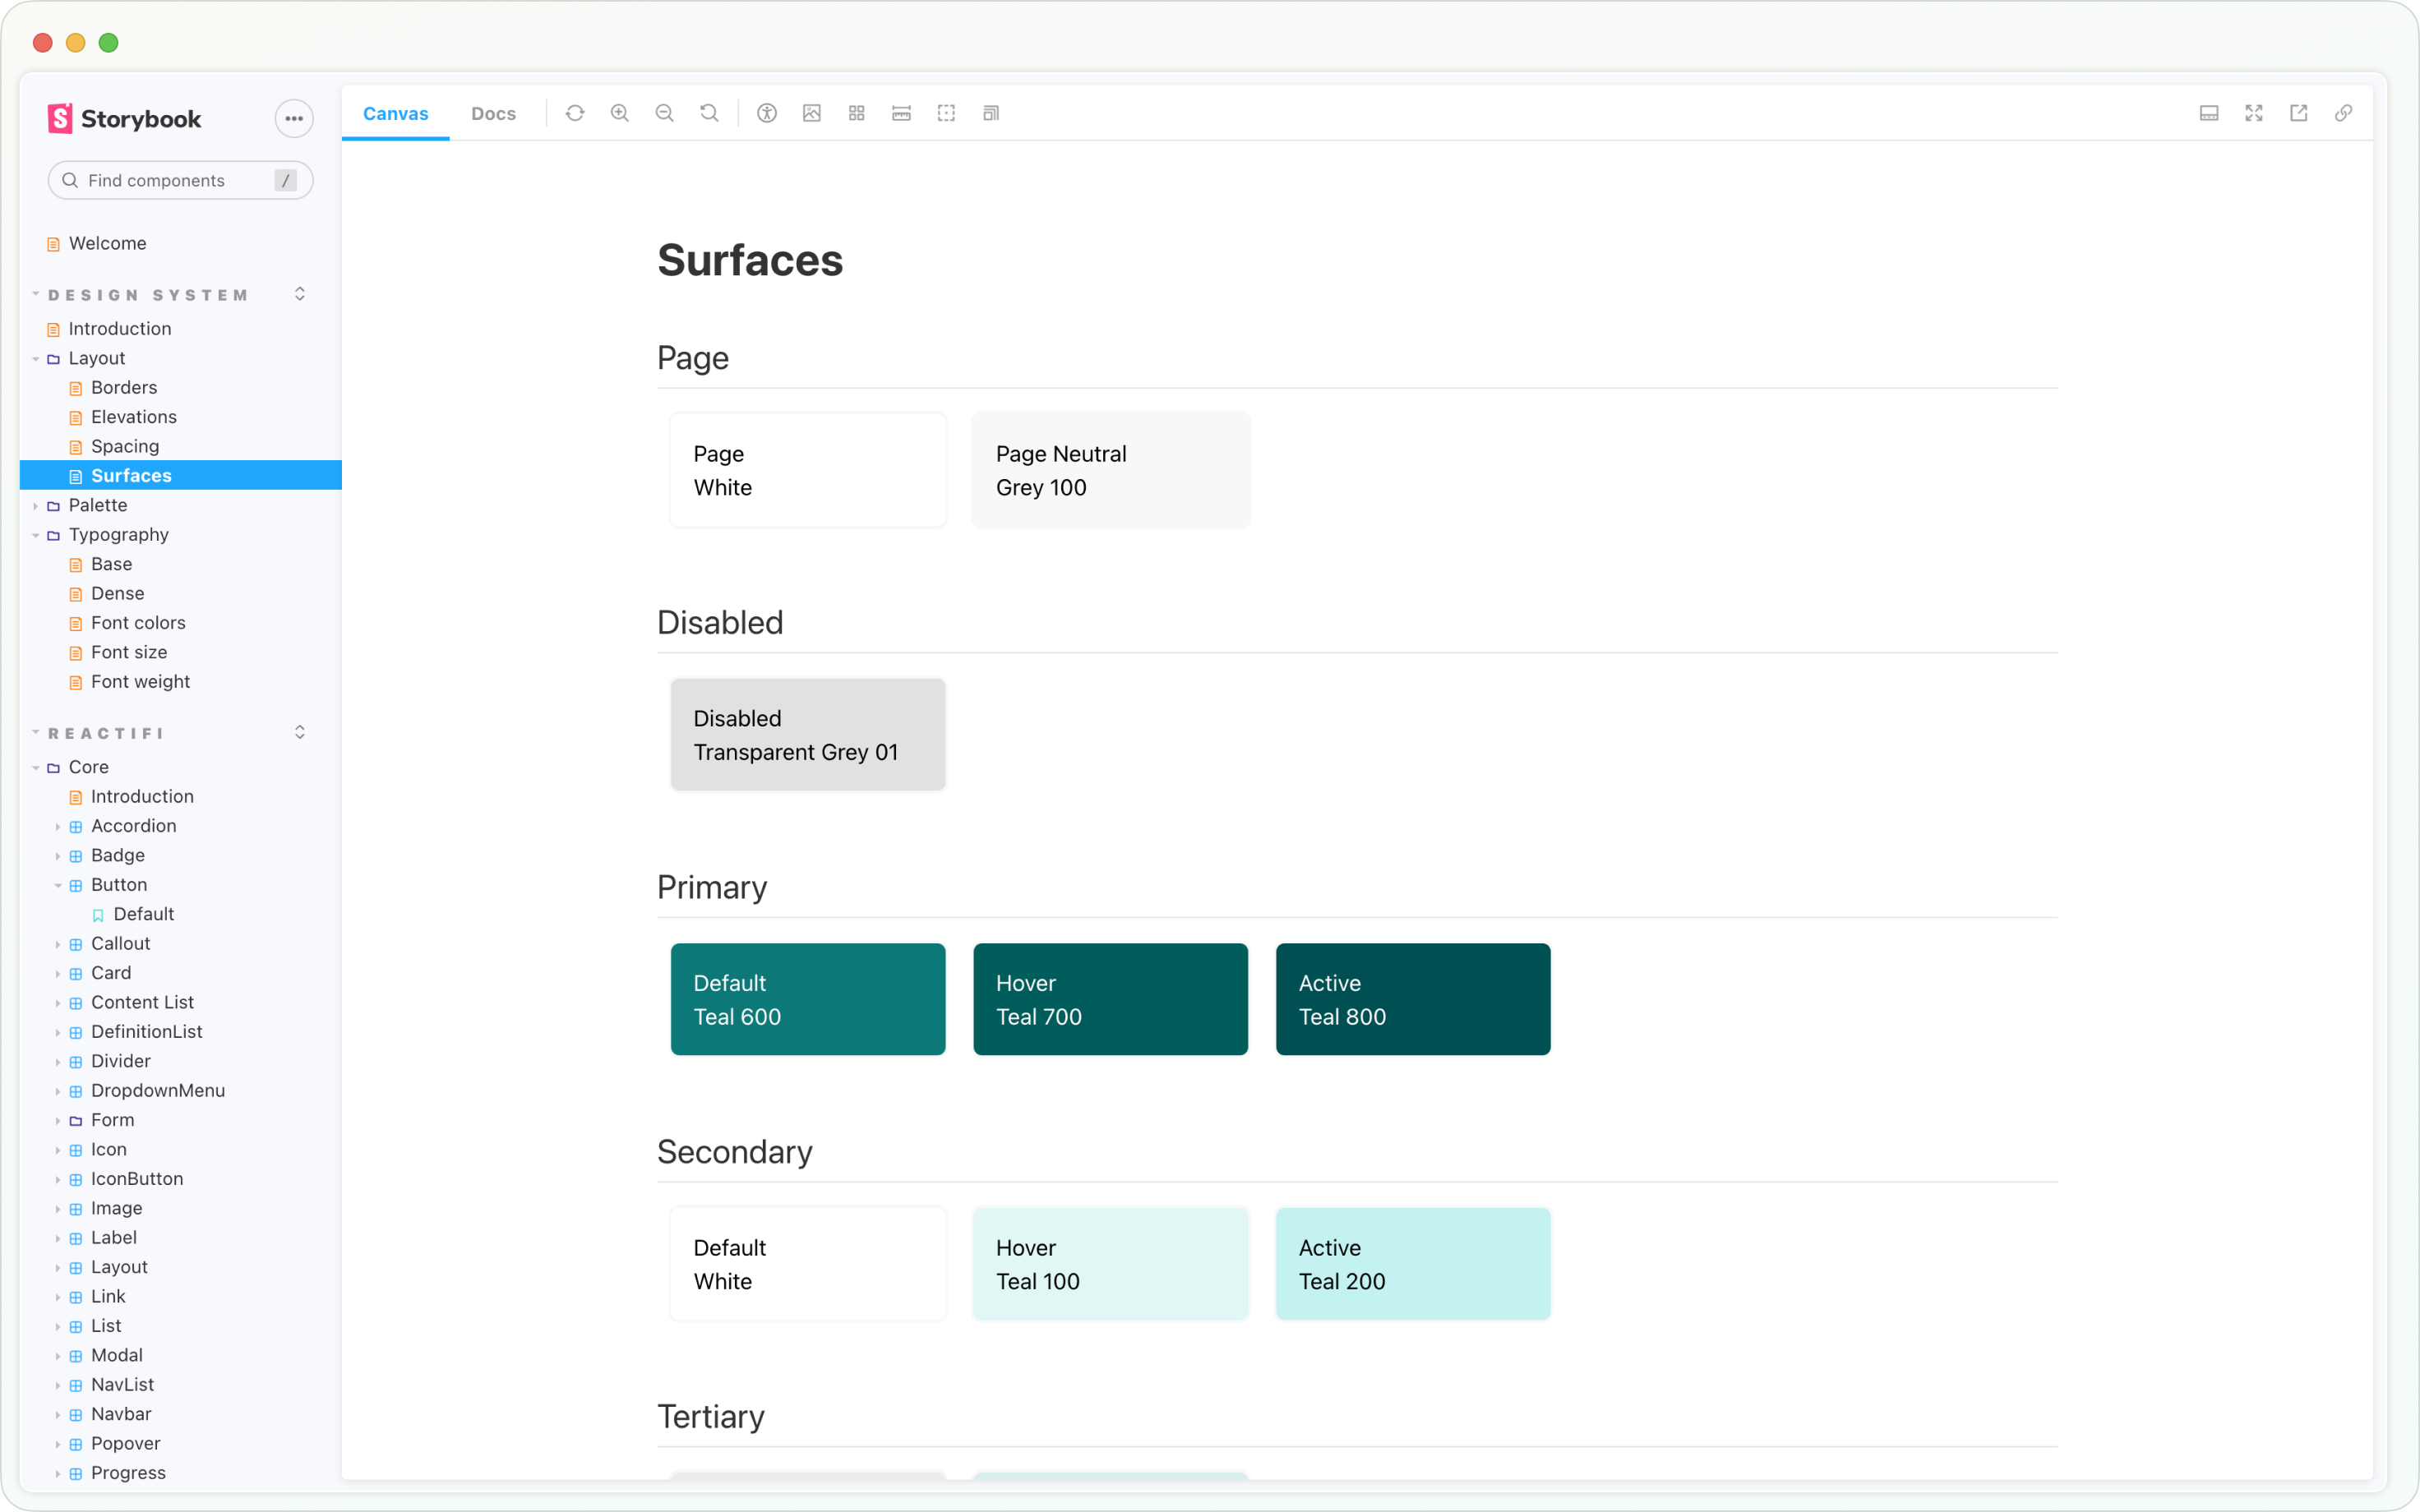 Storybook
Find components /
Welcome
DESIGN SYSTEM
Introduction
Layout
Borders
Elevations
Spacing
Surfaces
Palette
Typography
Base
Dense
Font colors
Font size
Font weight
REACTIFI
Core
Introduction
Accordion
Badge
Button
Default
Callout
Card
Content List
DefinitionList
Divider
DropdownMenu
Form
Icon
IconButton
Image
Label
Layout
Link
List
Modal
NavList
Navbar
Popover
Progress
Canvas Docs
Surfaces
Page
Page
White
Page Neutral
Grey 100
Disabled
Disabled
Transparent Grey 01
Primary
Default
Teal 600
Hover
Teal 700
Active
Teal 800
Secondary
Default
White
Hover
Teal 100
Active
Teal 200
Tertiary